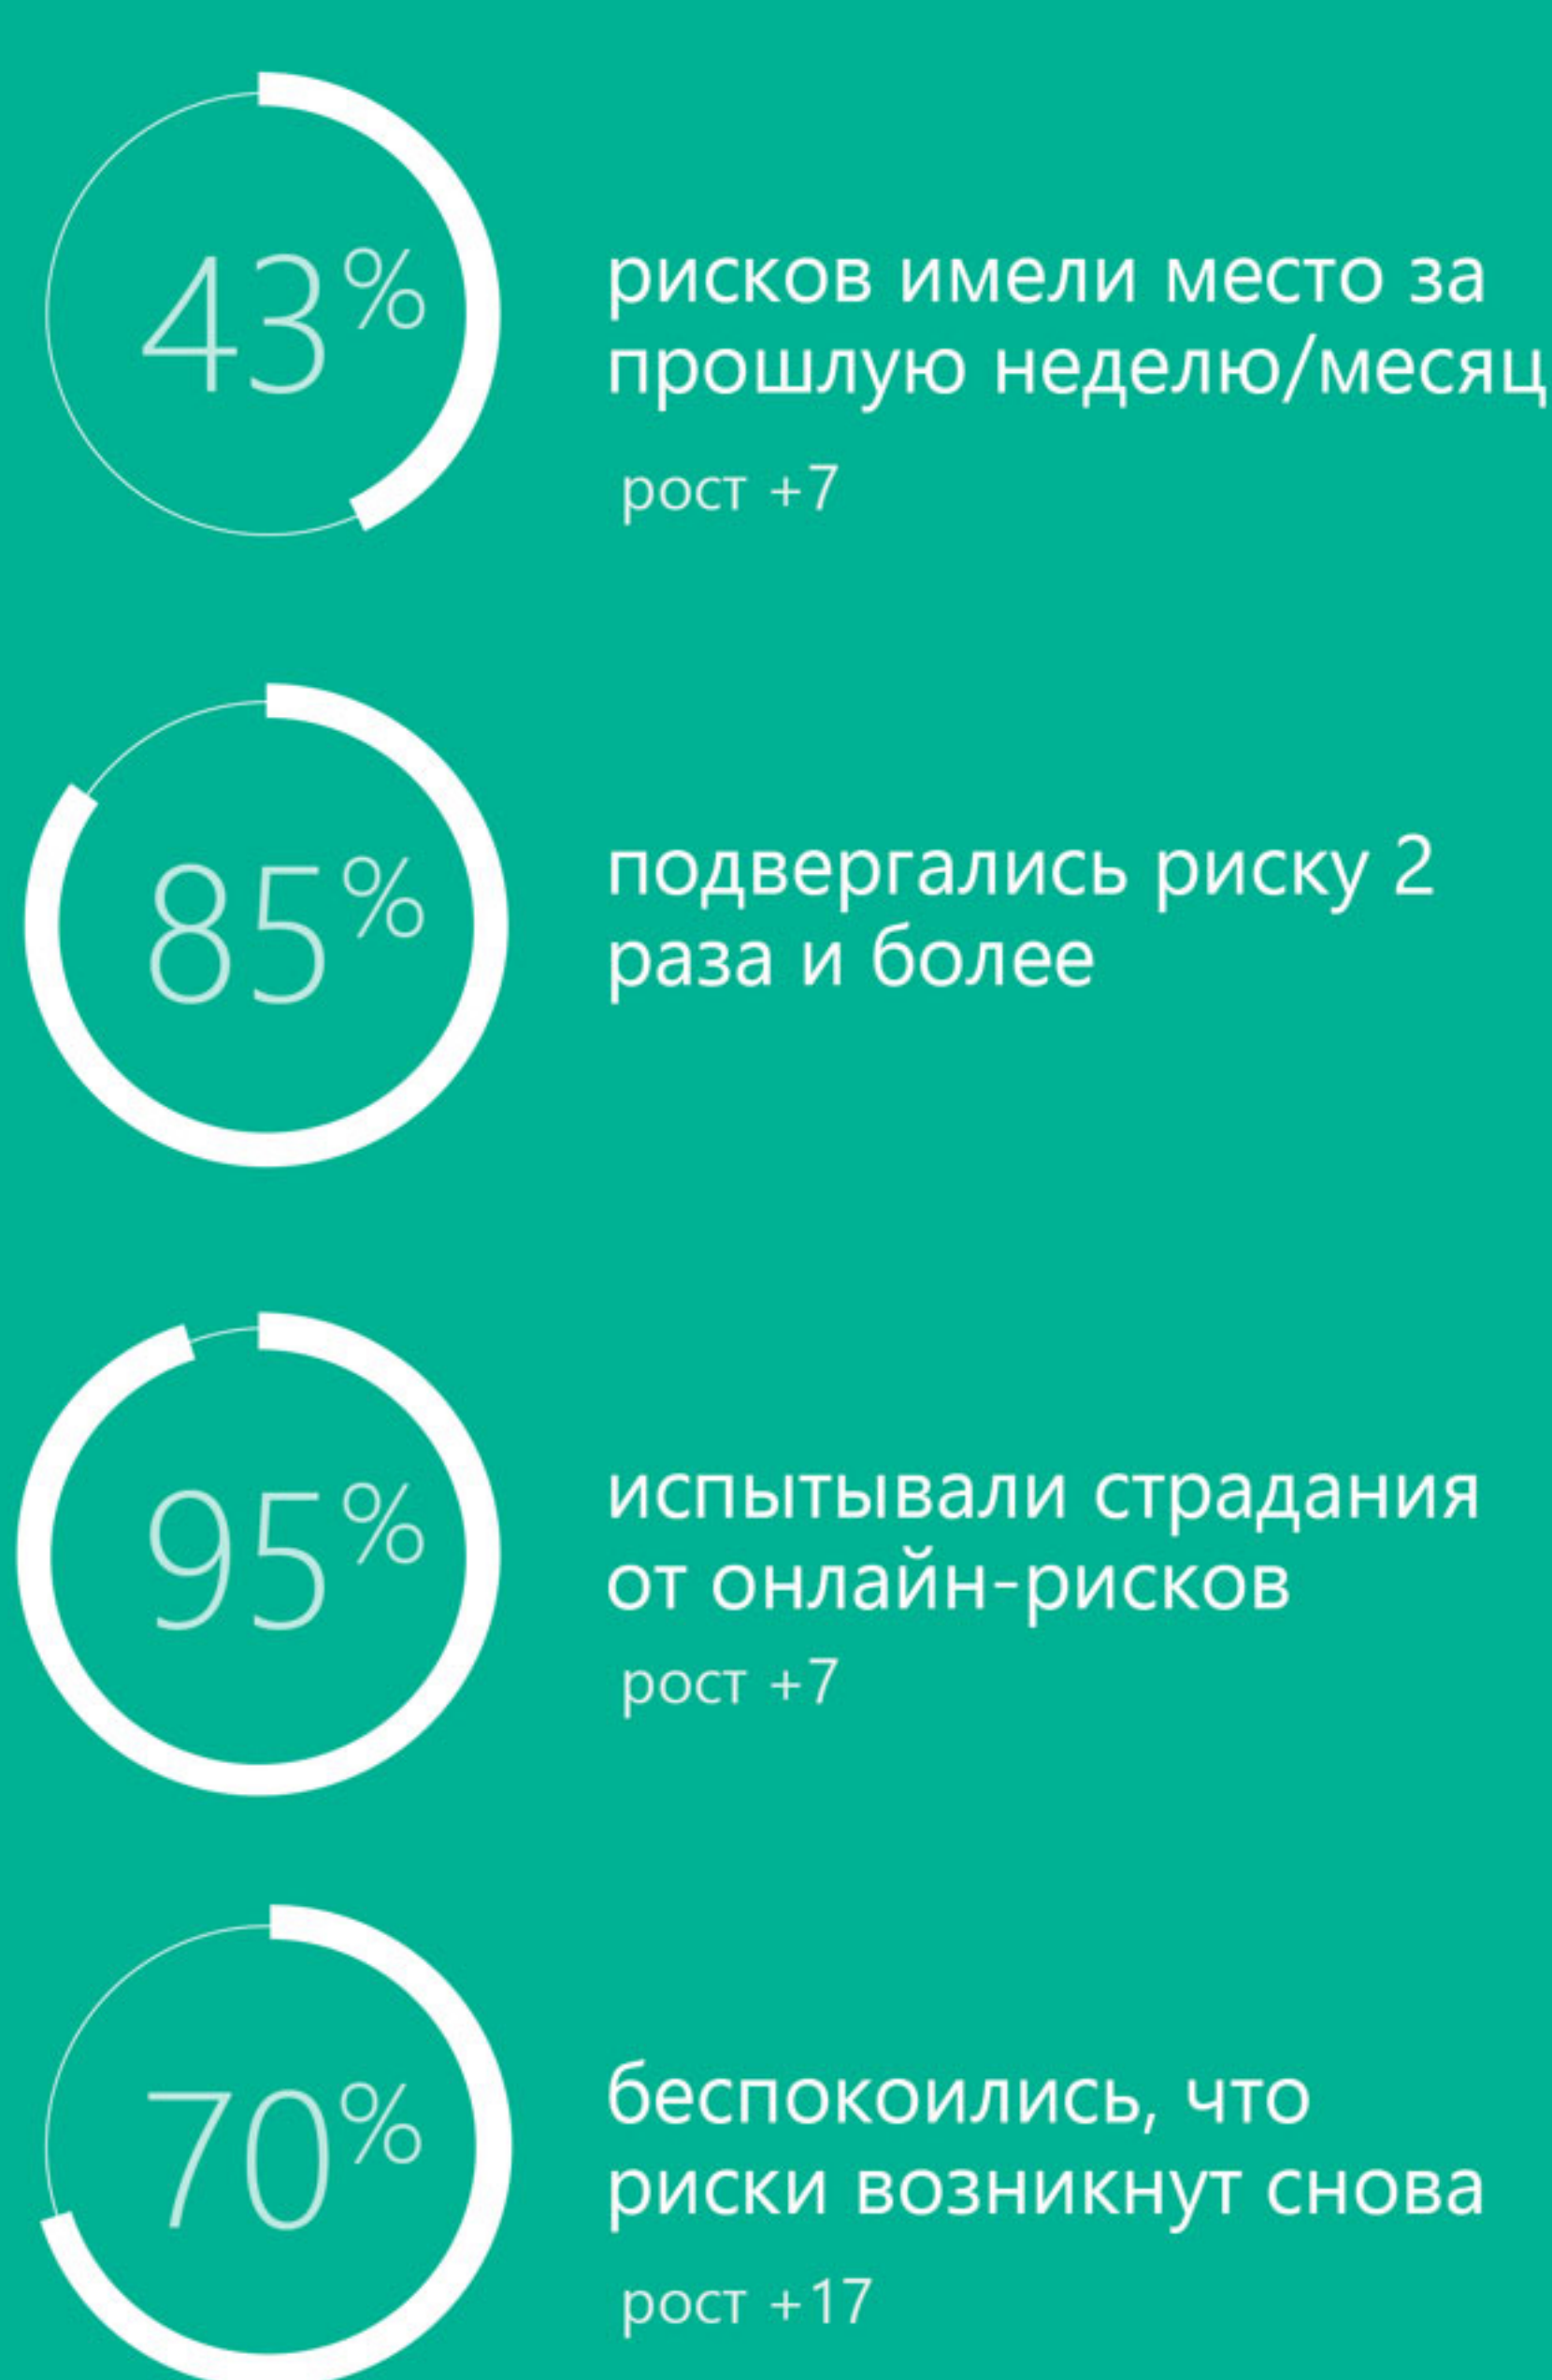 43%
рисков имели место за
прошлую неделю/месяц
рост +7
85%
подвергались риску 2
раза и более
95%
испытывали страдания
от онлайн-рисков
рост +7
70%
беспокоились, что
риски возникнут снова
рост +17